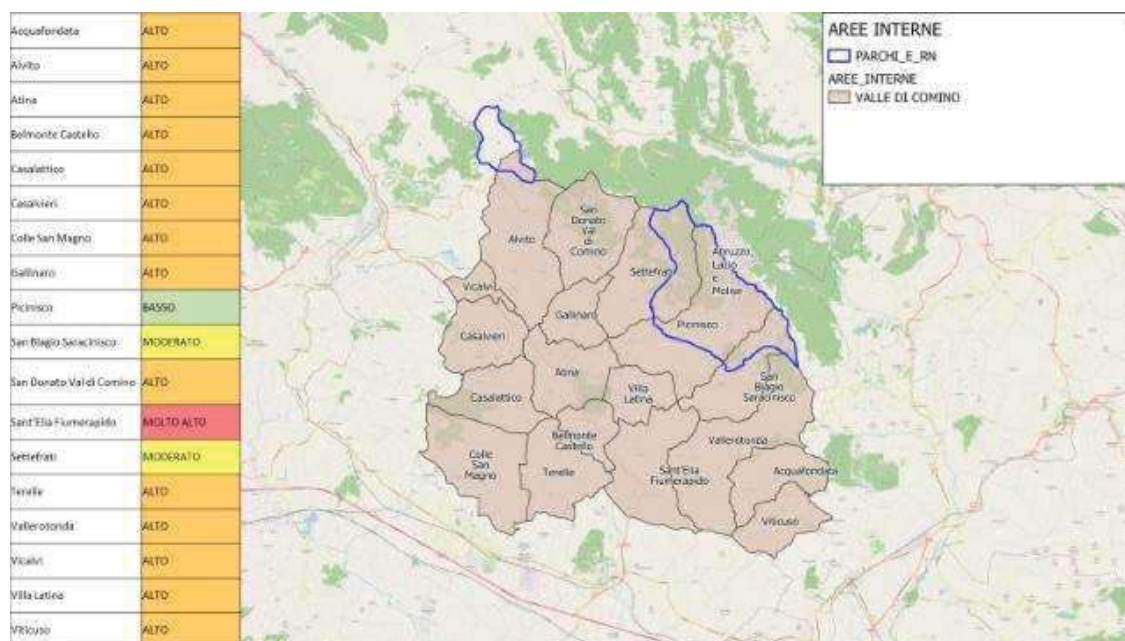 Acquafondata ALTO
Alvito ALTO
Atina ALTO
Belmonte Castello ALTO
Casalattico ALTO
Casalvieri ALTO
Colle San Magno ALTO
Gallinaro ALTO
Picinisco BASSO
San Biagio Saracinisco MODERATO
San Donato Val di Comino ALTO
Sant'Elia Fiumerapido MOLTO ALTO
Settefrati MODERATO
Terelle ALTO
Vallerotonda ALTO
Vicalvi ALTO
Villa Latina ALTO
Viticuso ALTO
AREE INTERNE
PARCHI_E_RN
AREE_INTERNE
VALLE DI COMINO
San
Donato
Val
di
Comino
Alvito
Abruzzo,
Lazio
e
Molise
Settefrati
Vicalvi
Gallinaro
Picinisco
Casalvieri
Atina
Villa
Latina
San
Biagio
Saracinisco
Casalattico
Belmonte
Castello
Vallerotonda
Colle
San
Magno
Terelle
Sant'Elia
Fiumerapido
Acquafondata
Viticuso